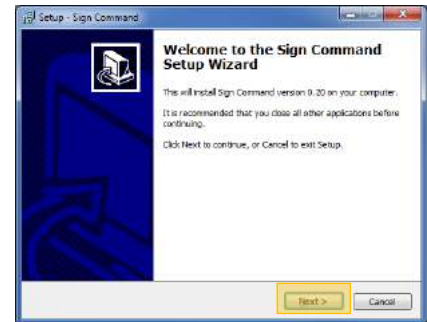 Setup - Sign Command
Welcome to the Sign Command
Setup Wizard
This will install Sign Command version 0.20 on your computer.
It is recommended that you close all other applications before
continuing.
Click Next to continue, or Cancel to exit Setup.
Next >
Cancel